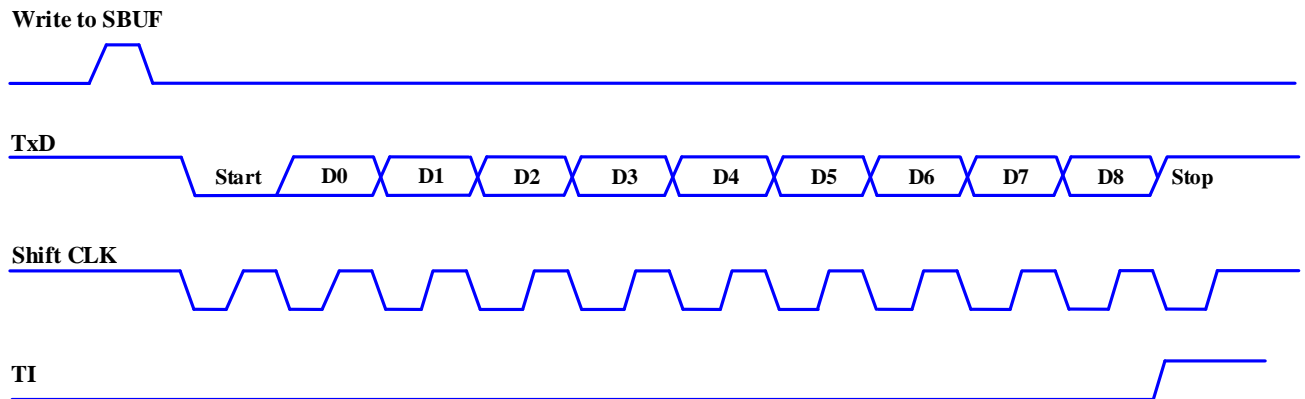 Write to SBUF
TxD
Start D0 D1 D2 D3 D4 D5 D6 D7 D8 Stop
Shift CLK
TI